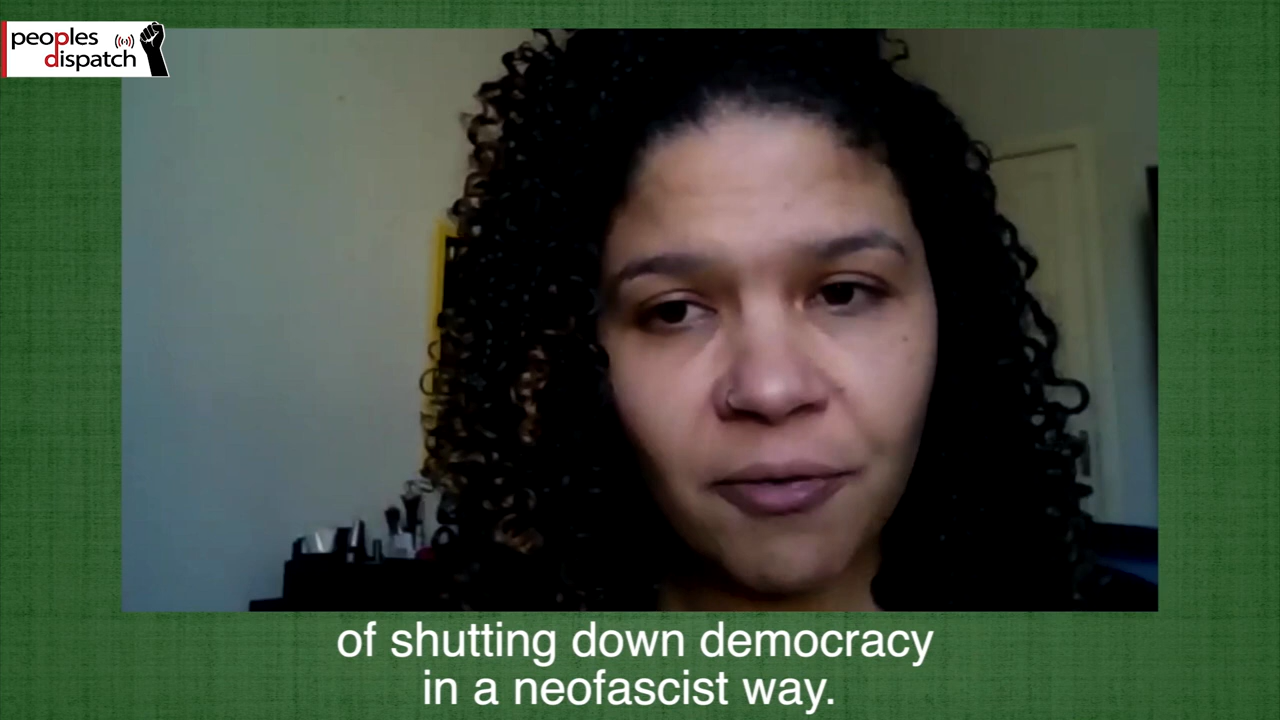 peoples
dispatch
of shutting down democracy
in a neofascist way.